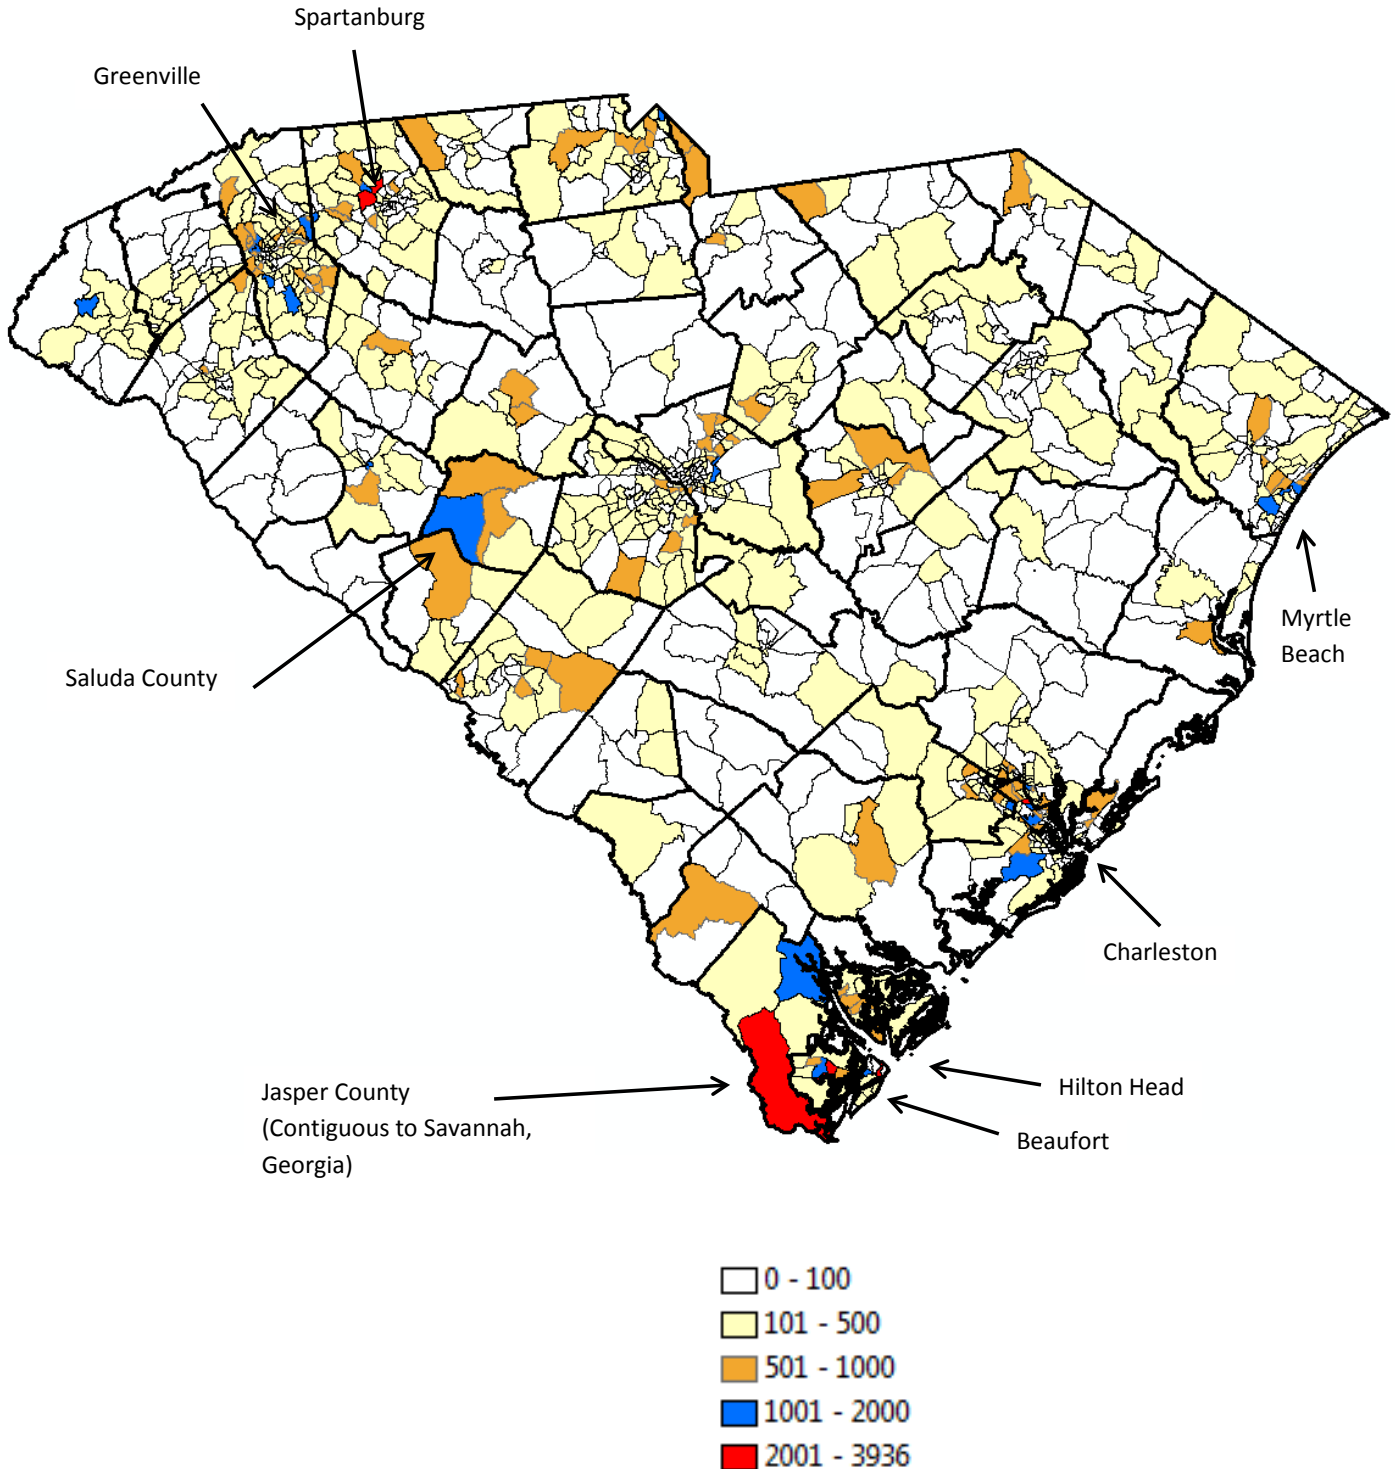 Spartanburg
Greenville
Saluda County
Myrtle
Beach
Charleston
Hilton Head
Beaufort
Jasper County
(Contiguous to Savannah,
Georgia)
0 - 100
101 - 500
501 - 1000
1001 - 2000
2001 - 3936